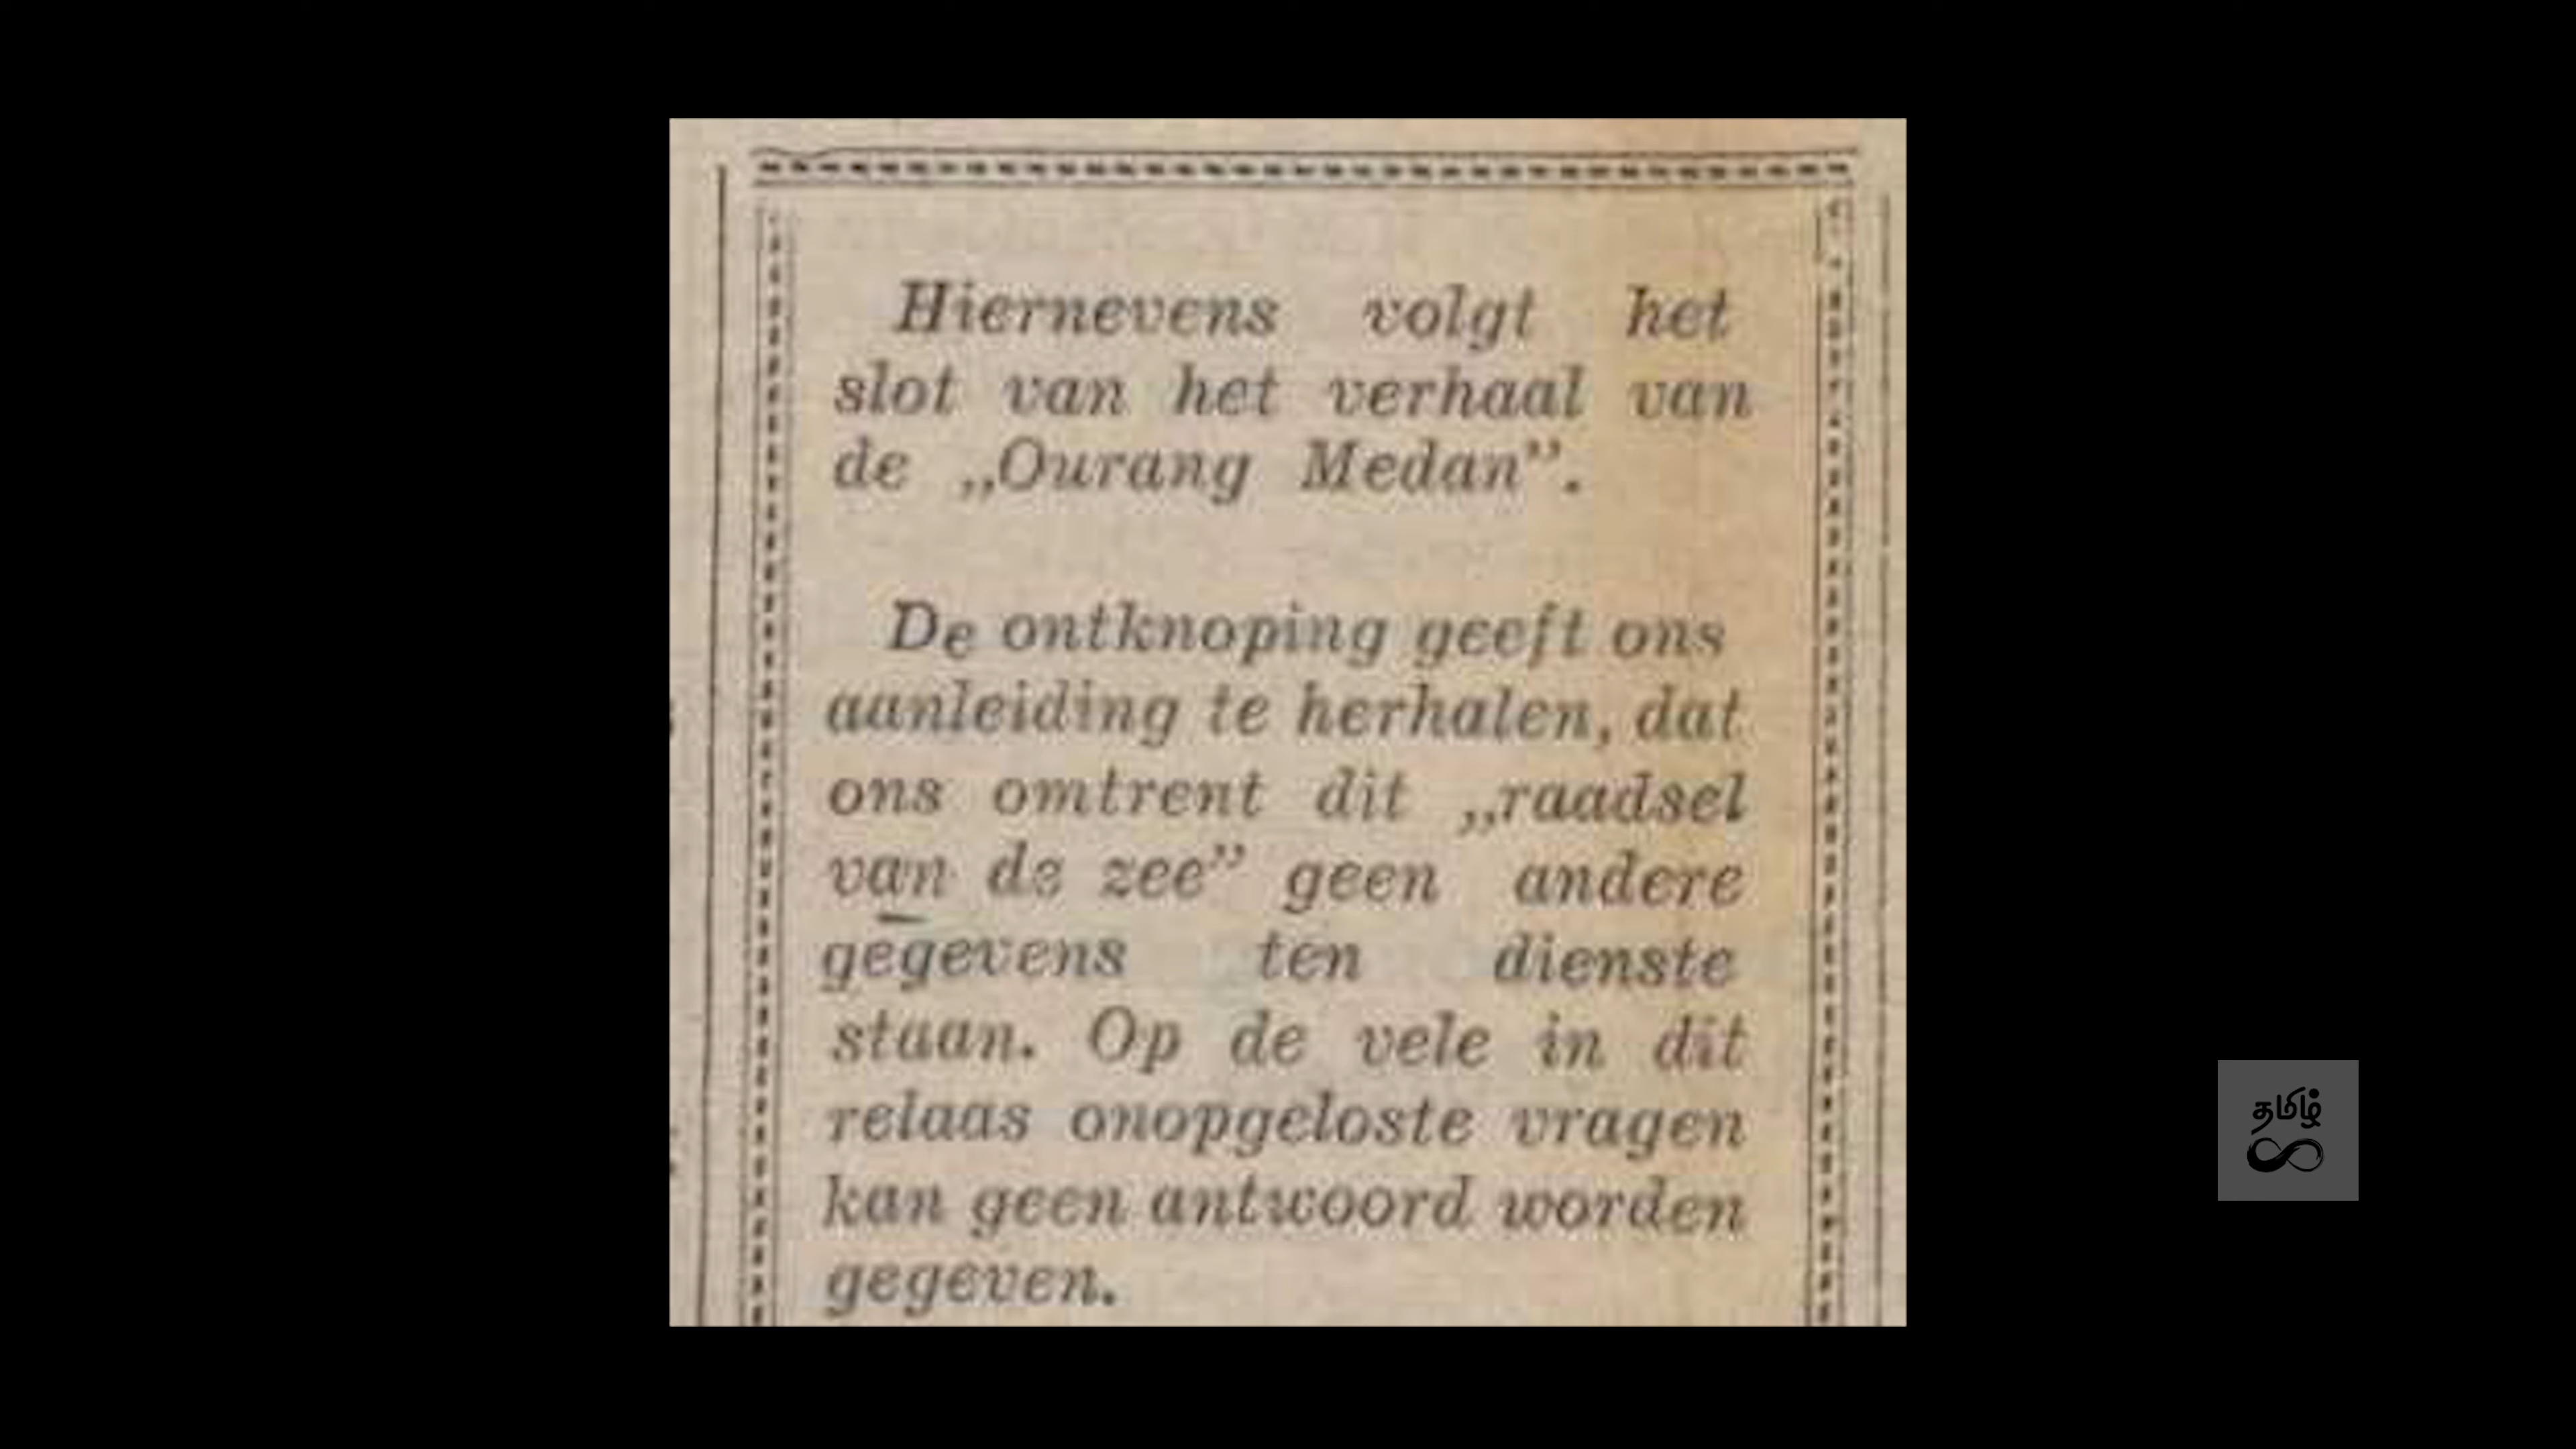 Hiernevens volgt het
slot van het verhaal van
de „Ourang Medan”.
De ontknoping geeft ons
aanleiding te herhalen, dat
ons omtrent dit „raadsel
van de zee” geen andere
gegevens ten dienste
staan. Op de vele in dit
relaas onopgeloste vragen
kan geen antwoord worden
gegeven.
தமிழ்